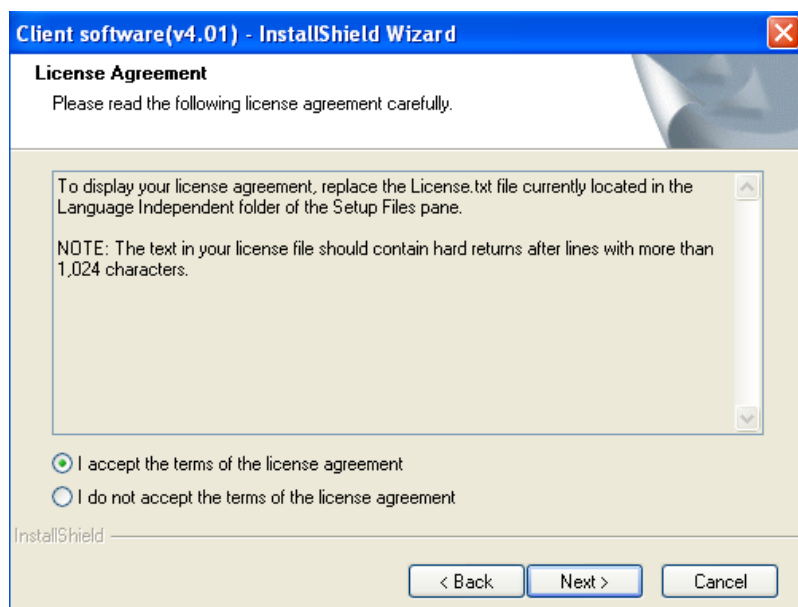 Client software(v4.01) - InstallShield Wizard
License Agreement
Please read the following license agreement carefully.
To display your license agreement, replace the License.txt file currently located in the
Language Independent folder of the Setup Files pane.
NOTE: The text in your license file should contain hard returns after lines with more than
1,024 characters.
I accept the terms of the license agreement
I do not accept the terms of the license agreement
InstallShield
< Back Next > Cancel